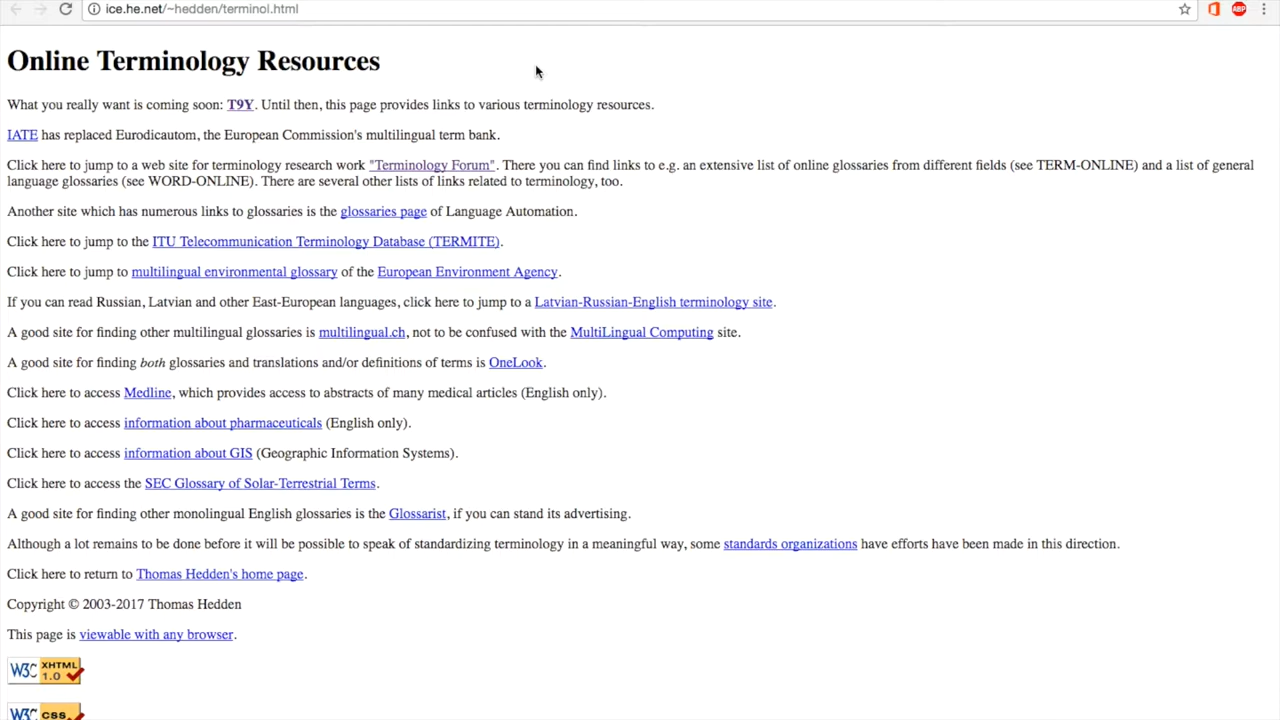 ice.he.net/~hedden/terminol.html
ABP
Online Terminology Resources
What you really want is coming soon: T9Y. Until then, this page provides links to various terminology resources.
IATE has replaced Eurodicautom, the European Commission's multilingual term bank.
Click here to jump to a web site for terminology research work "Terminology Forum". There you can find links to e.g. an extensive list of online glossaries from different fields (see TERM-ONLINE) and a list of general
language glossaries (see WORD-ONLINE). There are several other lists of links related to terminology, too.
Another site which has numerous links to glossaries is the glossaries page of Language Automation.
Click here to jump to the ITU Telecommunication Terminology Database (TERMITE).
Click here to jump to multilingual environmental glossary of the European Environment Agency.
If you can read Russian, Latvian and other East-European languages, click here to jump to a Latvian-Russian-English terminology site.
A good site for finding other multilingual glossaries is multilingual.ch, not to be confused with the MultiLingual Computing site.
A good site for finding both glossaries and translations and/or definitions of terms is OneLook.
Click here to access Medline, which provides access to abstracts of many medical articles (English only).
Click here to access information about pharmaceuticals (English only).
Click here to access information about GIS (Geographic Information Systems).
Click here to access the SEC Glossary of Solar-Terrestrial Terms.
A good site for finding other monolingual English glossaries is the Glossarist, if you can stand its advertising.
Although a lot remains to be done before it will be possible to speak of standardizing terminology in a meaningful way, some standards organizations have efforts have been made in this direction.
Click here to return to Thomas Hedden's home page.
Copyright © 2003-2017 Thomas Hedden
This page is viewable with any browser.
W3C XHTML 1.0
W3C css